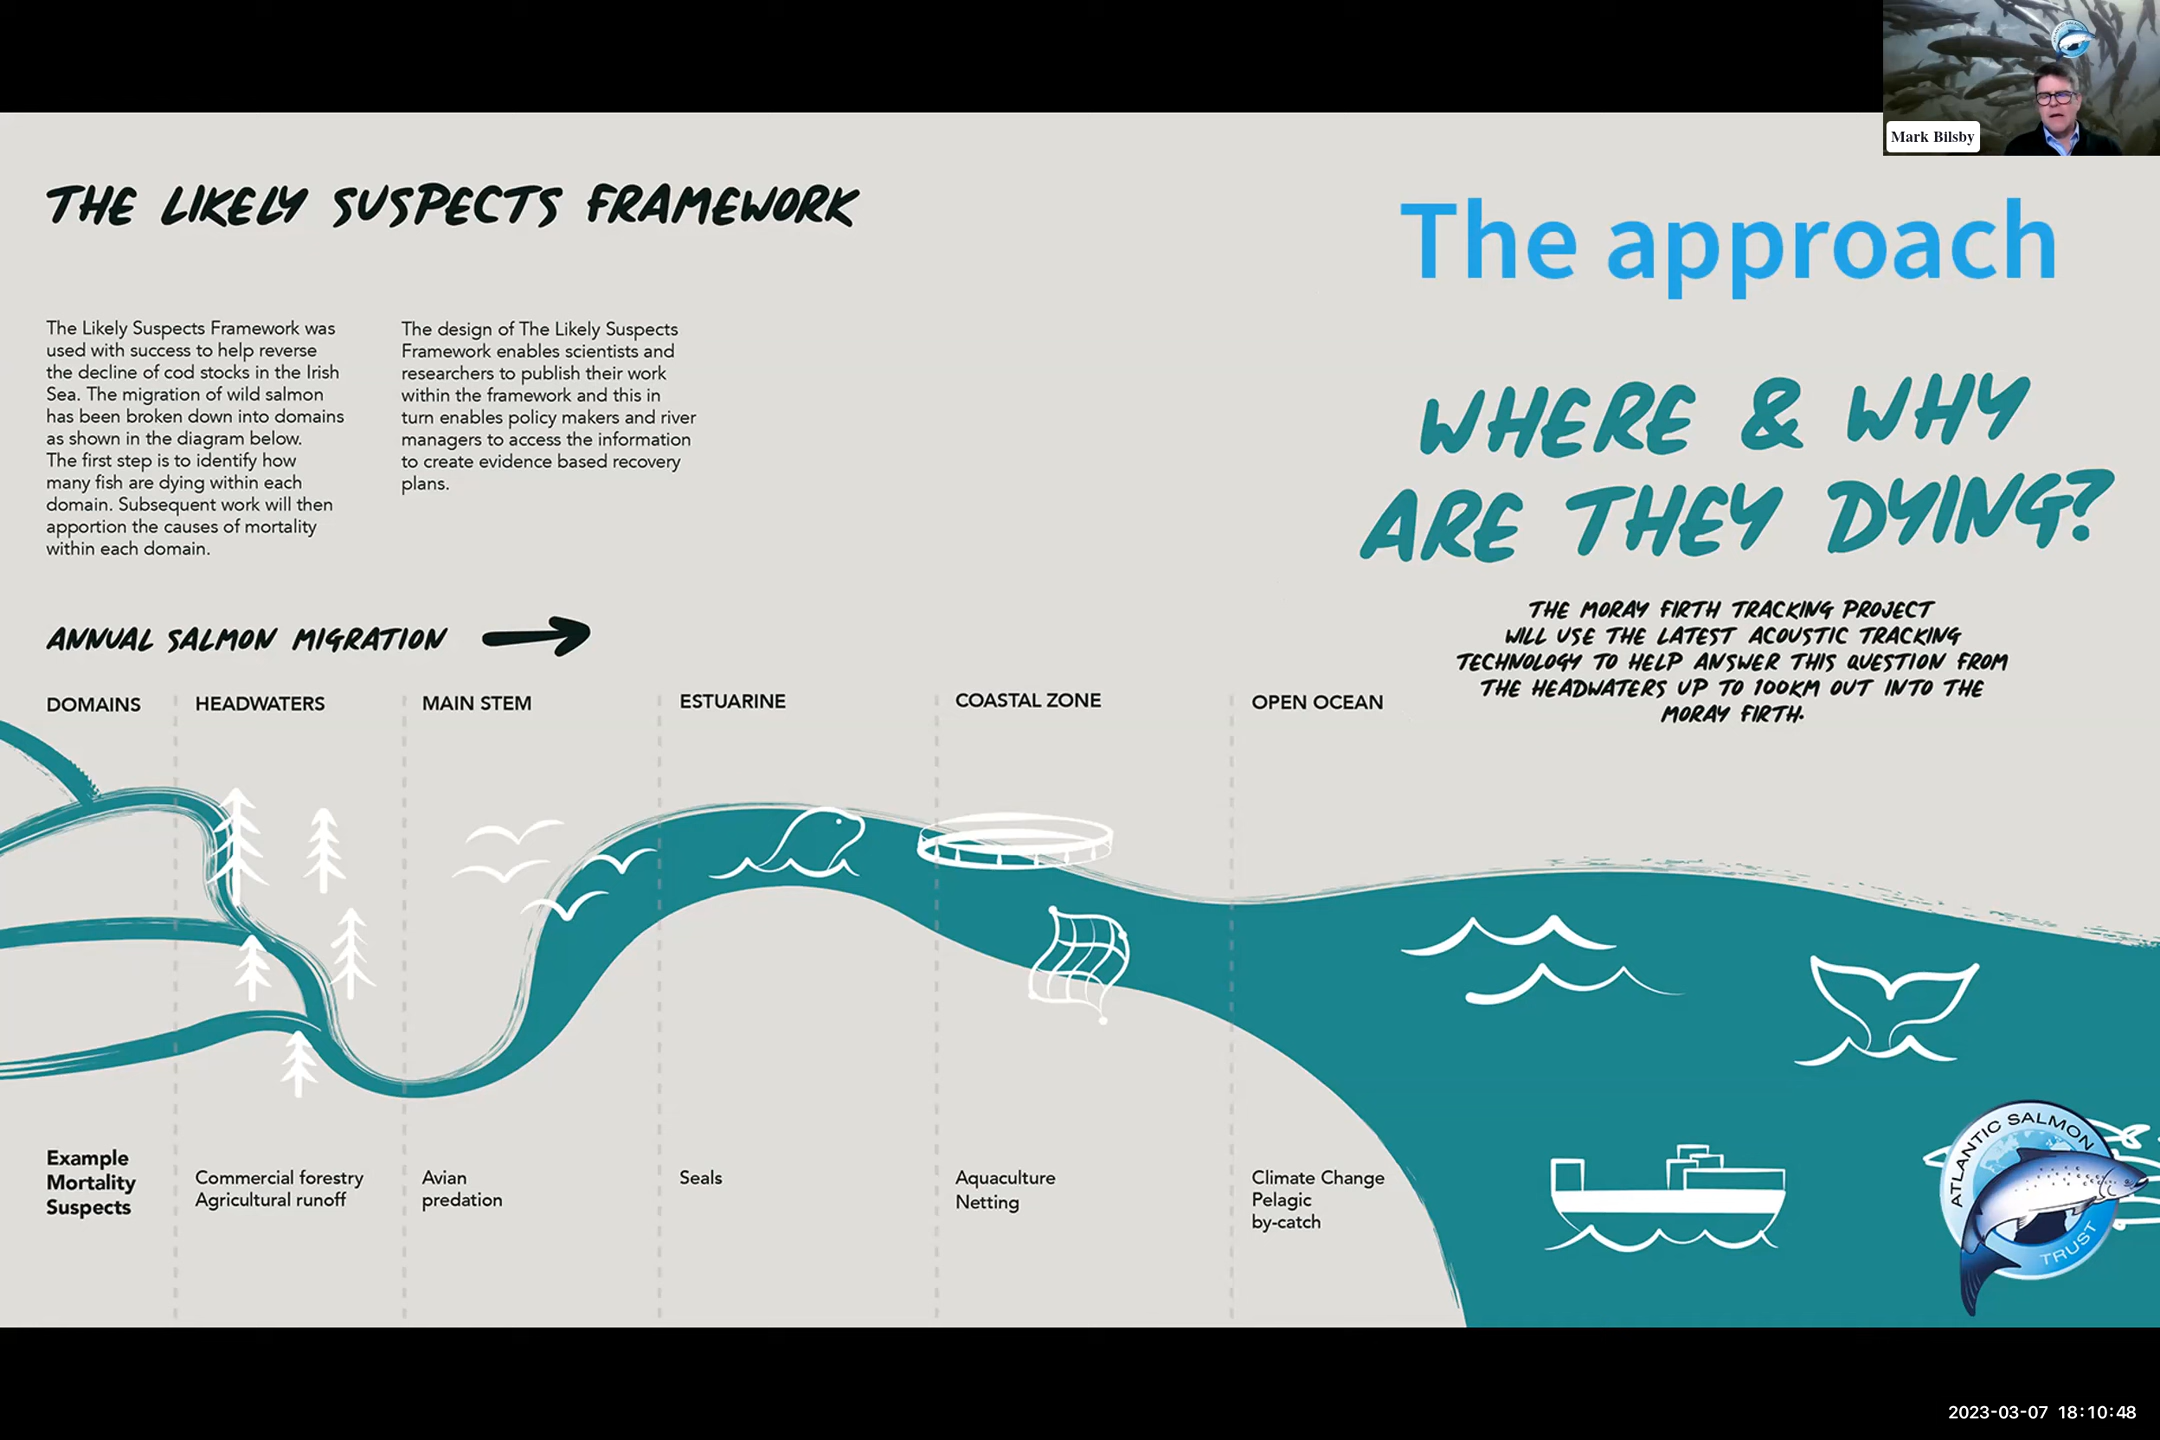 Mark Bilsby
THE LIKELY SUSPECTS FRAMEWORK
The approach
The Likely Suspects Framework was
used with success to help reverse
the decline of cod stocks in the Irish
Sea. The migration of wild salmon
has been broken down into domains
as shown in the diagram below.
The first step is to identify how
many fish are dying within each
domain. Subsequent work will then
apportion the causes of mortality
within each domain.
The design of The Likely Suspects
Framework enables scientists and
researchers to publish their work
within the framework and this in
turn enables policy makers and river
managers to access the information
to create evidence based recovery
plans.
WHERE & WHY
ARE THEY DYING?
THE MORAY FIRTH TRACKING PROJECT
WILL USE THE LATEST ACOUSTIC TRACKING
TECHNOLOGY TO HELP ANSWER THIS QUESTION FROM
THE HEADWATERS UP TO 100KM OUT INTO THE
MORAY FIRTH.
ANNUAL SALMON MIGRATION
DOMAINS
HEADWATERS
MAIN STEM
ESTUARINE
COASTAL ZONE
OPEN OCEAN
Example
Mortality
Suspects
Commercial forestry
Agricultural runoff
Avian
predation
Seals
Aquaculture
Netting
Climate Change
Pelagic
by-catch
ATLANTIC SALMON
TRUST
2023-03-07 18:10:48